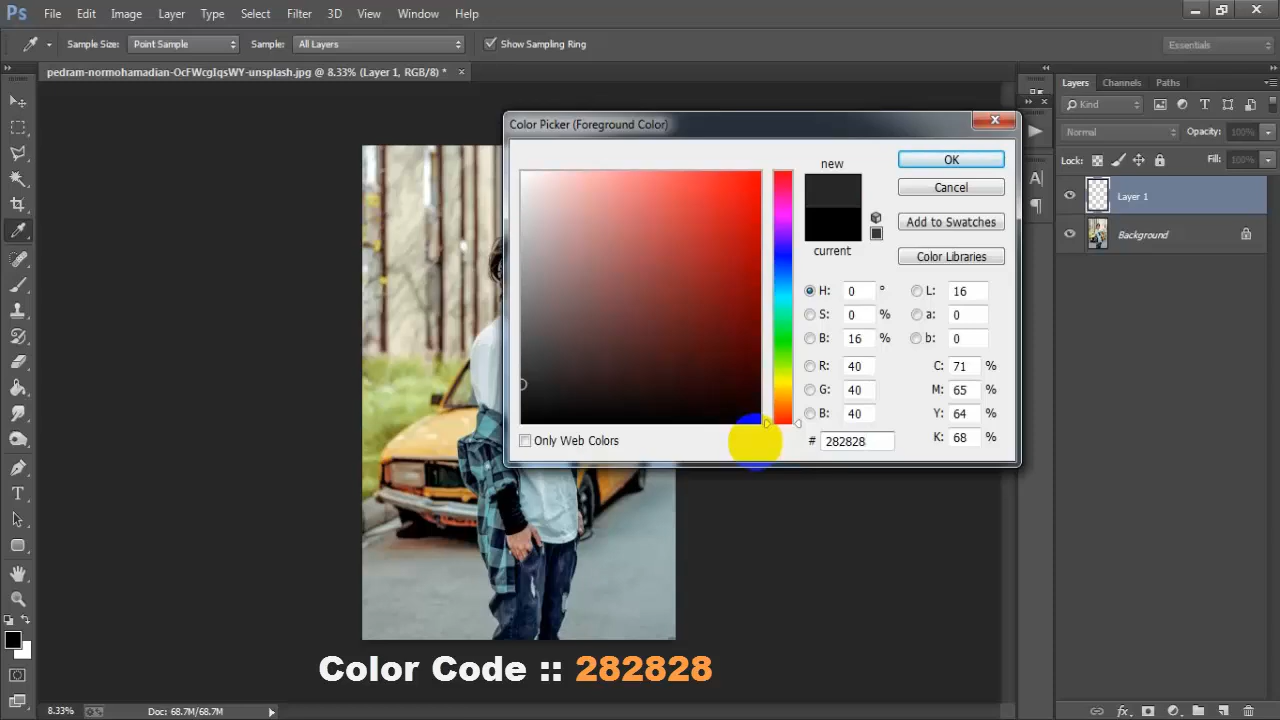 Ps File Edit Image Layer Type Select Filter 3D View Window Help
Sample Size: Point Sample Sample: All Layers Show Sampling Ring Essentials
pedram-normohamadian-OcFWcgIqsWY-unsplash.jpg @ 8.33% (Layer 1, RGB/8) *
Layers Channels Paths
Kind
Normal Opacity: 100%
Lock: Fill: 100%
Layer 1
Background
Color Picker (Foreground Color)
new
current
OK
Cancel
Add to Swatches
Color Libraries
H: 0 ° L: 16
S: 0 % a: 0
B: 16 % b: 0
R: 40 C: 71 %
G: 40 M: 65 %
B: 40 Y: 64 %
# 282828 K: 68 %
Only Web Colors
Color Code :: 282828
8.33% Doc: 68.7M/68.7M